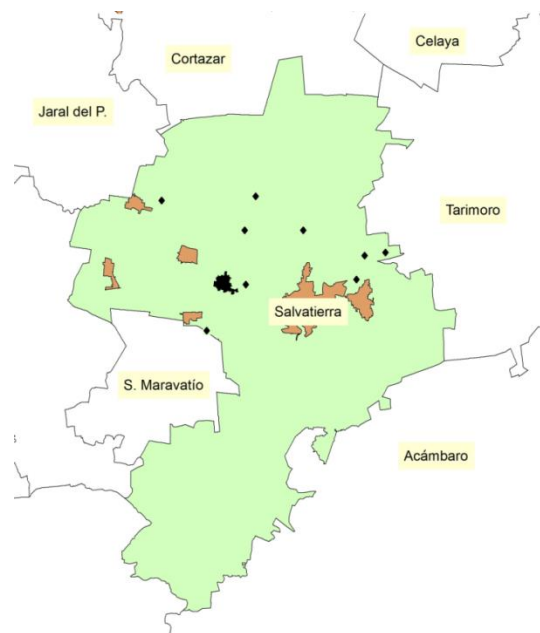 Celaya
Cortazar
Jaral del P.
Tarimoro
Salvatierra
S. Maravatío
Acámbaro